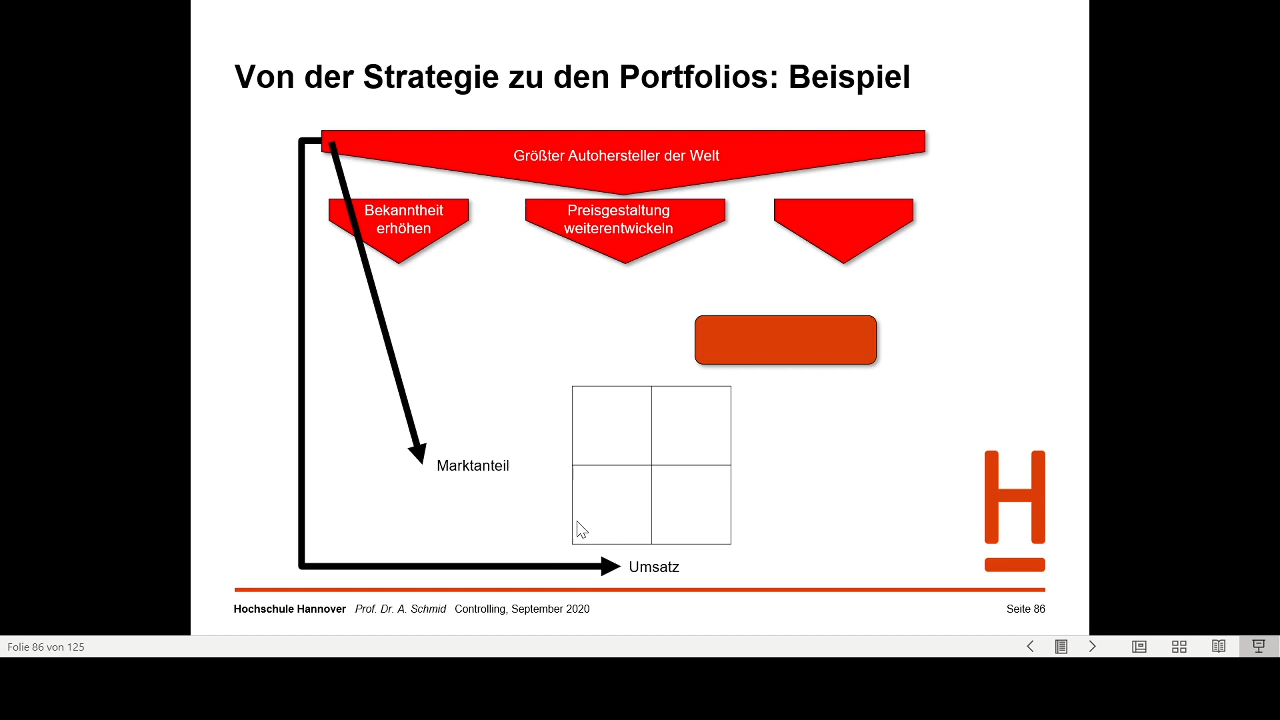 Von der Strategie zu den Portfolios: Beispiel
Größter Autohersteller der Welt
Bekanntheit
erhöhen
Preisgestaltung
weiterentwickeln
Marktanteil
Umsatz
H
Hochschule Hannover Prof. Dr. A. Schmid Controlling, September 2020 Seite 86
Folie 86 von 125